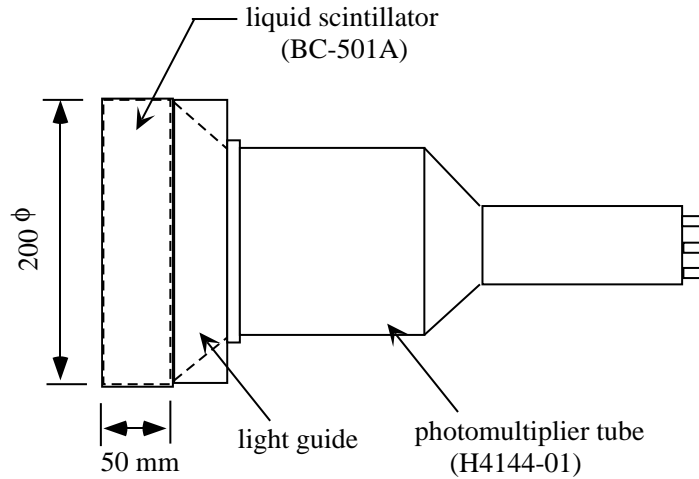 liquid scintillator
(BC-501A)
200 ϕ
50 mm
light guide
photomultiplier tube
(H4144-01)